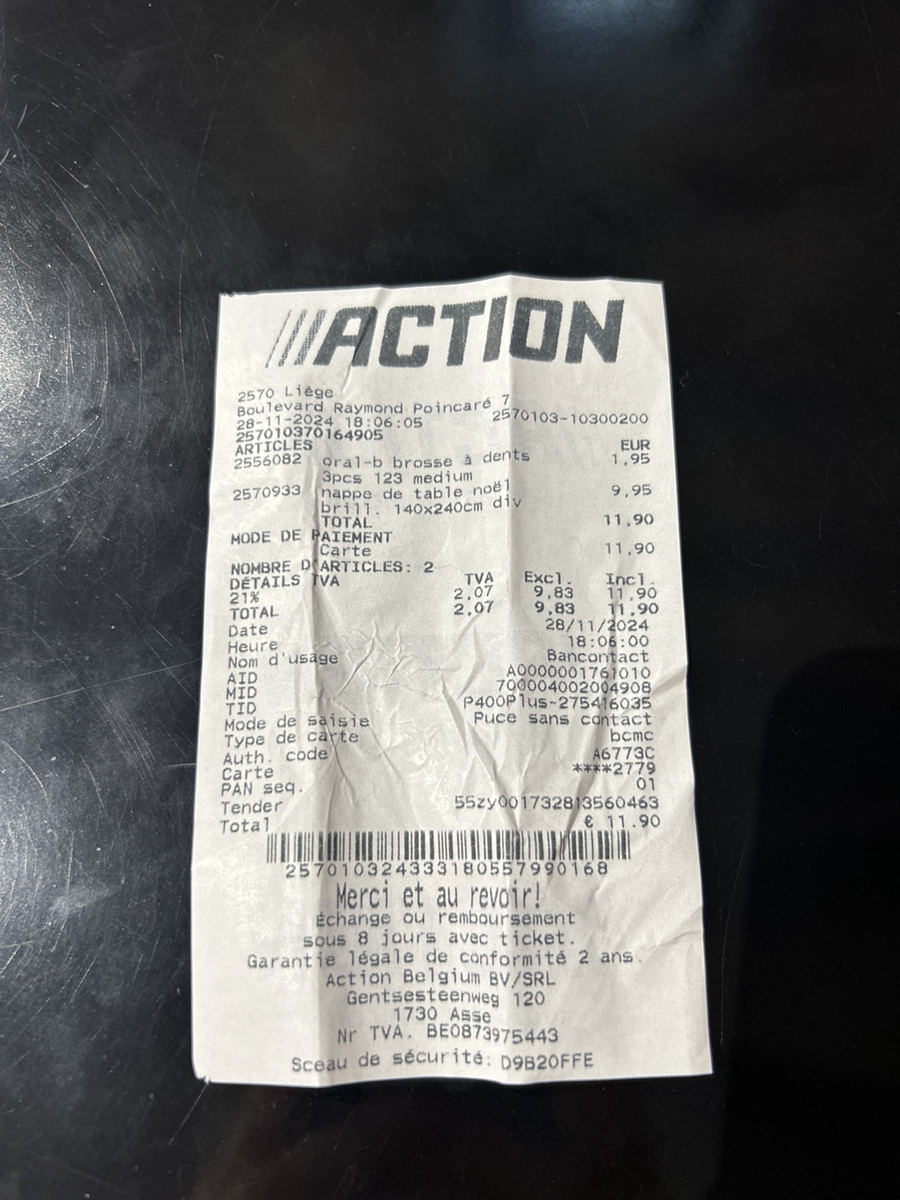 ///ACTION
2570 Liège
Boulevard Raymond Poincaré 7
28-11-2024 18:06:05 2570103-10300200
257010370164905
ARTICLES EUR
2556082 oral-b brosse à dents 1,95
3pcs 123 medium
2570933 nappe de table noël 9,95
brill. 140x240cm div
TOTAL 11,90
MODE DE PAIEMENT
Carte 11,90
NOMBRE D'ARTICLES: 2
DÉTAILS TVA TVA Excl. Incl.
21% 2,07 9,83 11,90
TOTAL 2,07 9,83 11,90
Date 28/11/2024
Heure 18:06:00
Nom d'usage Bancontact
AID A0000001761010
MID 700004002004908
TID P400Plus-275416035
Mode de saisie Puce sans contact
Type de carte bcmc
Auth. code A6773C
Carte ****2779
PAN seq. 01
Tender 55zy001732813560463
Total € 11.90
2570103243331805579​90168
Merci et au revoir!
Échange ou remboursement
sous 8 jours avec ticket.
Garantie légale de conformité 2 ans.
Action Belgium BV/SRL
Gentsesteenweg 120
1730 Asse
Nr TVA. BE0873975443
Sceau de sécurité: D9B20FFE